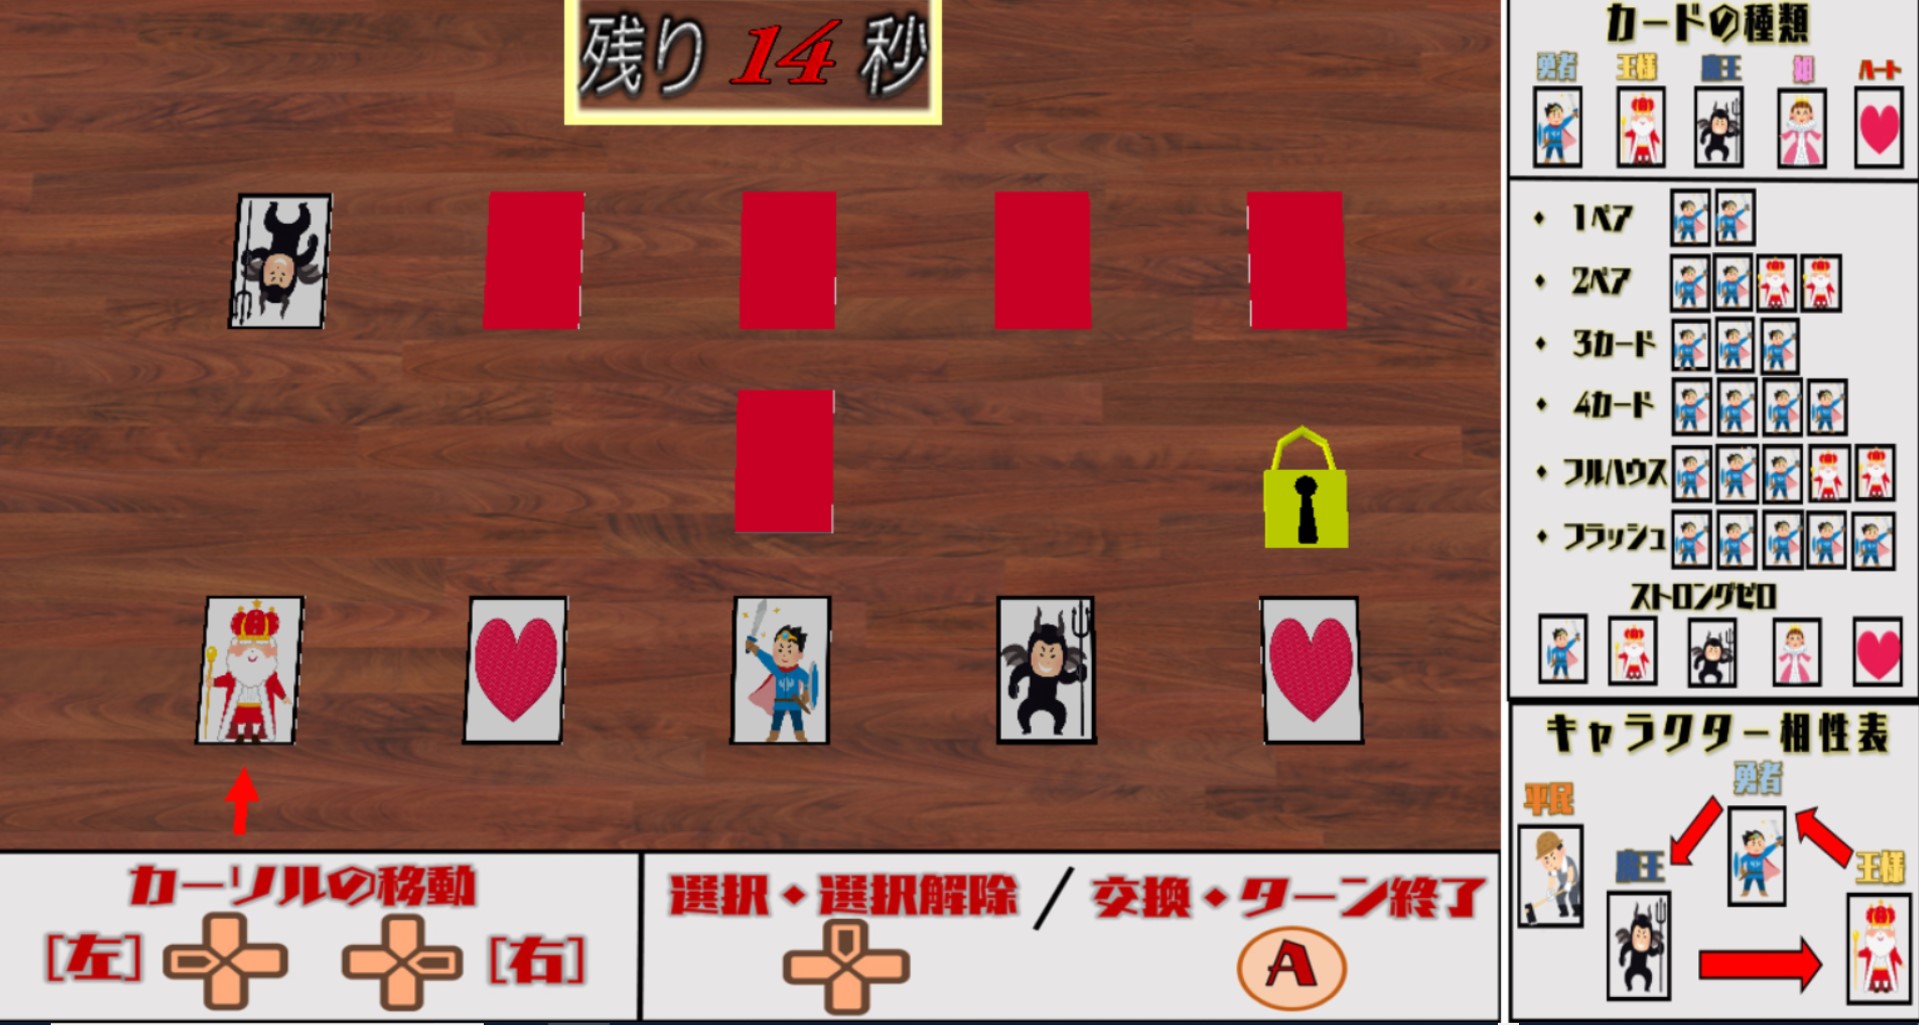 残り 14 秒
カードの種類
勇者 王様 魔王 姫 ハート
・ 1ペア
・ 2ペア
・ 3カード
・ 4カード
・ フルハウス
・ フラッシュ
ストロングゼロ
キャラクター相性表
勇者
平民
魔王
王様
カーソルの移動
[左] [右]
選択・選択解除 / 交換・ターン終了
A